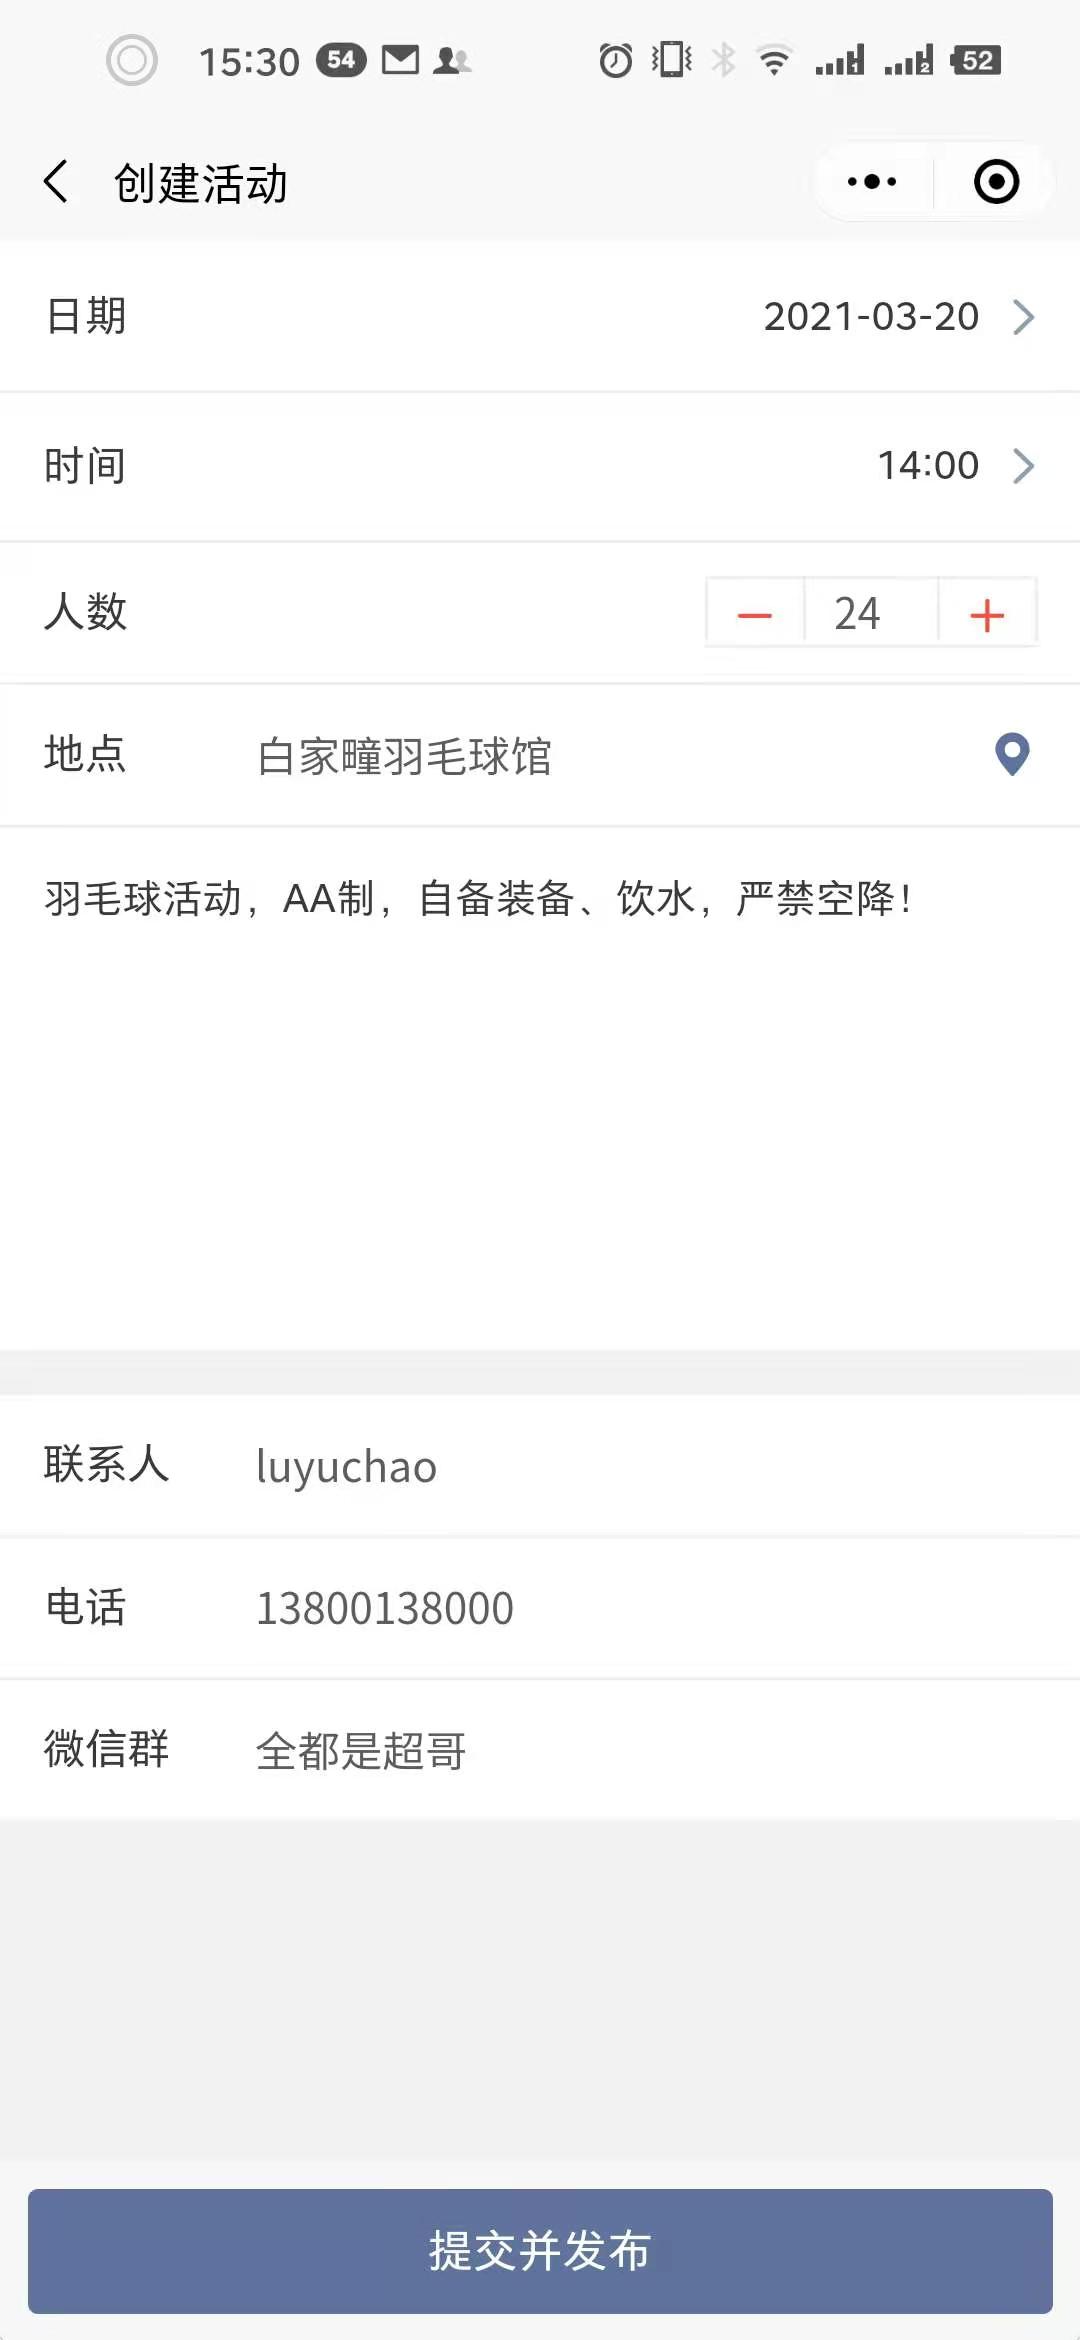 15:30 54 1 2 52
创建活动
日期 2021-03-20
时间 14:00
人数 24
地点 白家疃羽毛球馆
羽毛球活动，AA制，自备装备、饮水，严禁空降！
联系人 luyuchao
电话 13800138000
微信群 全都是超哥
提交并发布